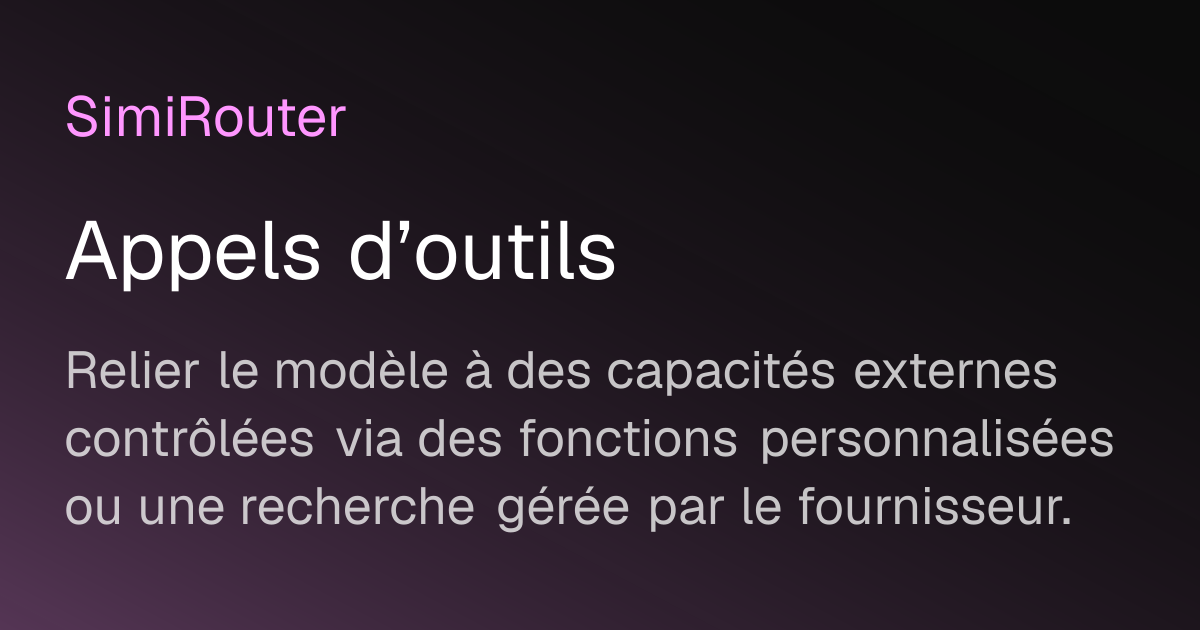 SimiRouter
Appels d’outils
Relier le modèle à des capacités externes
contrôlées via des fonctions personnalisées
ou une recherche gérée par le fournisseur.